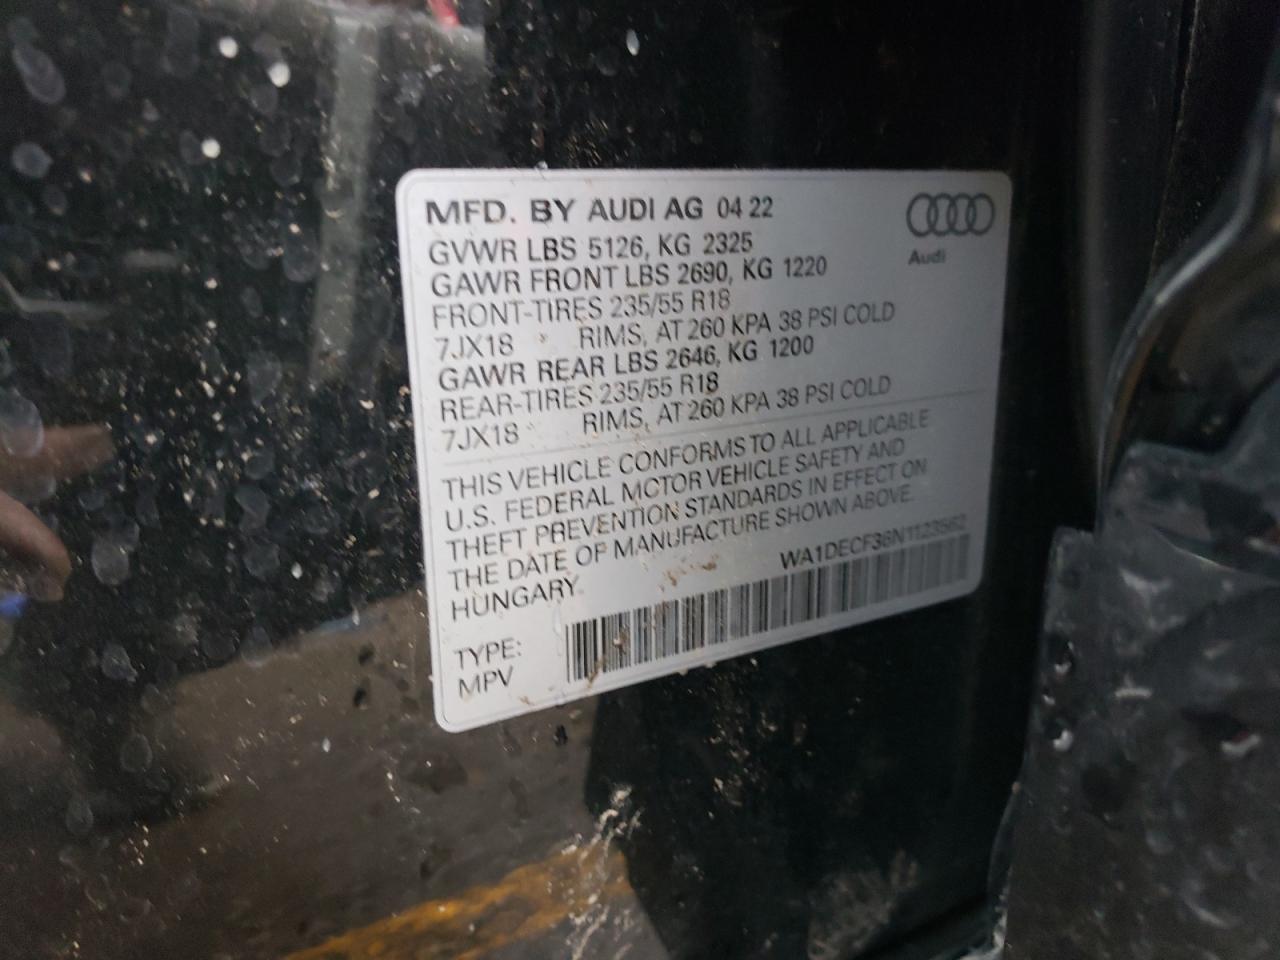 MFD. BY AUDI AG 04 22
Audi
GVWR LBS 5126, KG 2325
GAWR FRONT LBS 2690, KG 1220
FRONT-TIRES 235/55 R18
7JX18 RIMS, AT 260 KPA 38 PSI COLD
GAWR REAR LBS 2646, KG 1200
REAR-TIRES 235/55 R18
7JX18 RIMS, AT 260 KPA 38 PSI COLD
THIS VEHICLE CONFORMS TO ALL APPLICABLE
U.S. FEDERAL MOTOR VEHICLE SAFETY AND
THEFT PREVENTION STANDARDS IN EFFECT ON
THE DATE OF MANUFACTURE SHOWN ABOVE.
HUNGARY
WA1DECF36N1123562
TYPE:
MPV